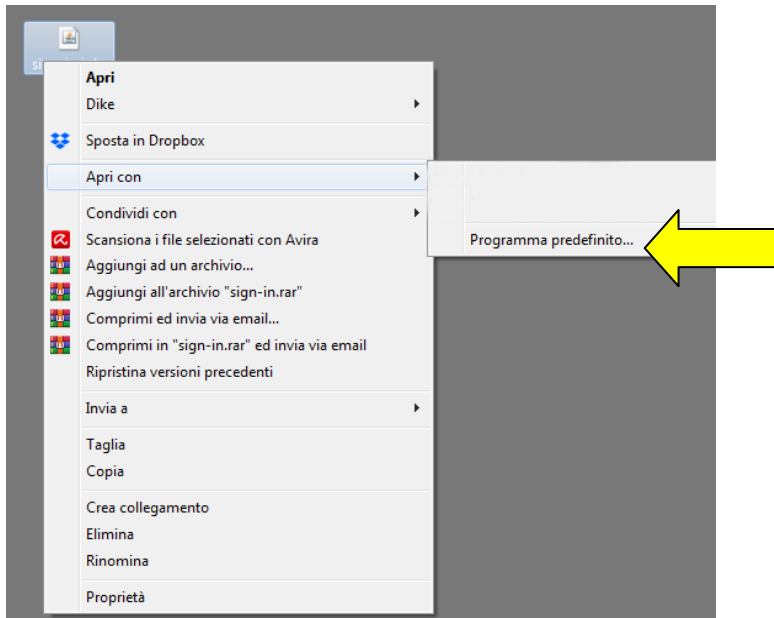 Apri
Dike
Sposta in Dropbox
Apri con
Condividi con
Programma predefinito...
Scansiona i file selezionati con Avira
Aggiungi ad un archivio...
Aggiungi all'archivio "sign-in.rar"
Comprimi ed invia via email...
Comprimi in "sign-in.rar" ed invia via email
Ripristina versioni precedenti
Invia a
Taglia
Copia
Crea collegamento
Elimina
Rinomina
Proprietà